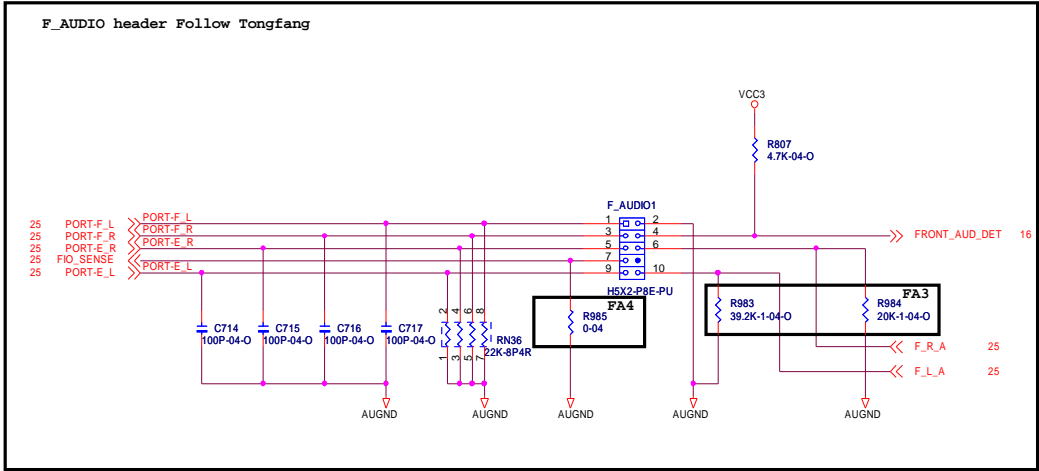 F_AUDIO header Follow Tongfang
VCC3
R807
4.7K-04-O
F_AUDIO1
25 PORT-F_L PORT-F_L 1 2
25 PORT-F_R PORT-F_R 3 4 FRONT_AUD_DET 16
25 PORT-E_R PORT-E_R 5 6
25 FIO_SENSE 7
25 PORT-E_L PORT-E_L 9 10
H5X2-P8E-PU
FA4
FA3
C714
100P-04-O
C715
100P-04-O
C716
100P-04-O
C717
100P-04-O
2 4 6 8
1 3 5 7
RN36
22K-8P4R
R985
0-04
R983
39.2K-1-04-O
R984
20K-1-04-O
F_R_A 25
F_L_A 25
AUGND AUGND AUGND AUGND AUGND